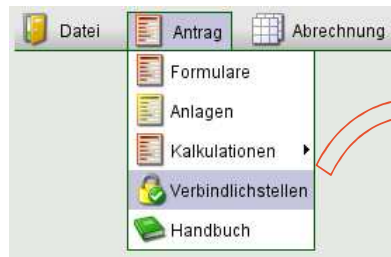 Datei Antrag Abrechnung
Formulare
Anlagen
Kalkulationen
Verbindlichstellen
Handbuch